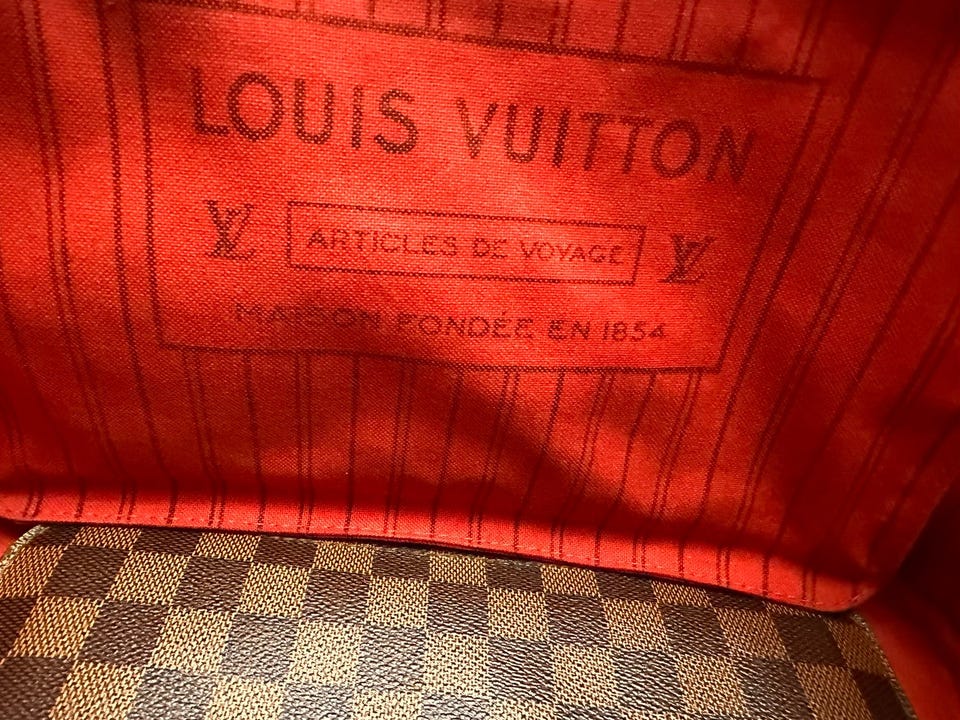 LOUIS VUITTON
LV ARTICLES DE VOYAGE LV
MAISON FONDÉE EN 1854